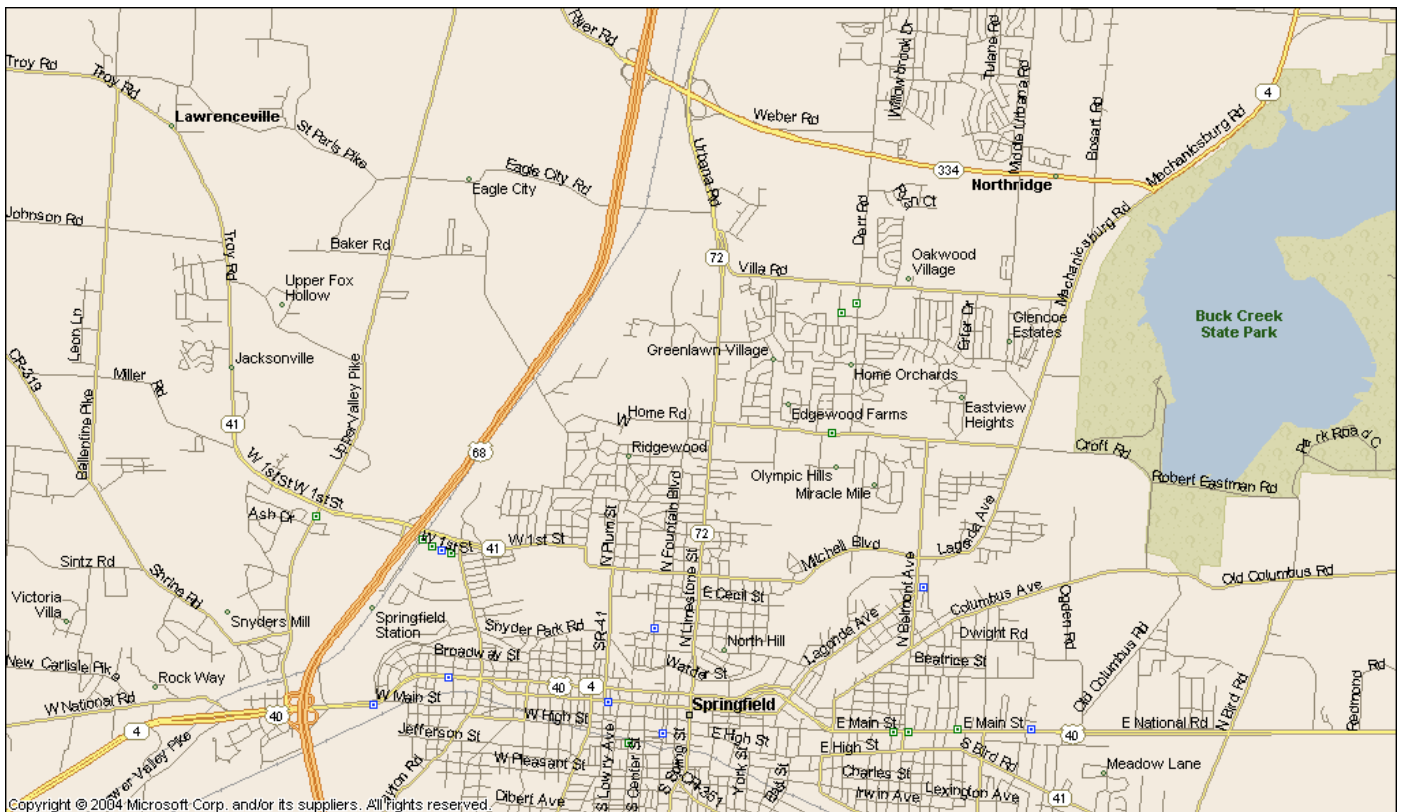 River Rd
Troy Rd
Troy Rd
Lawrenceville
St Paris Pike
Eagle City Rd
Eagle City
Johnson Rd
Troy Rd
Baker Rd
Upper Fox
Hollow
Leon Ln
CR-319
Jacksonville
Miller
Rd
Ballentine Pike
Upper Valley Pike
41
W 1st St
W 1st St
Ash Dr
68
Willowbrook Dr
Tulane Rd
Middle Urbana Rd
Bosart Rd
4
Mechanicsburg Rd
Weber Rd
334
Northridge
Urbana Rd
Ct
Derr Rd
Mechanicsburg Rd
72
Villa Rd
Oakwood
Village
Erter Dr
Glencoe
Estates
Buck Creek
State Park
Greenlawn Village
Home Orchards
W Home Rd
Edgewood Farms
Eastview
Heights
Ridgewood
Croft Rd
Park Road C
Olympic Hills
Miracle Mile
Robert Eastman Rd
N Plum St
N Fountain Blvd
72
W 1st St
41
W 1st St
Mitchell Blvd
Lagonda Ave
Sintz Rd
Shrine Rd
Old Columbus Rd
Victoria
Villa
Snyders Mill
Springfield
Station
Snyder Park Rd
SR-41
N Limestone St
E Cecil St
North Hill
Lagonda Ave
N Belmont Ave
Columbus Ave
Dwight Rd
Ogden Rd
Old Columbus Rd
Beatrice St
New Carlisle Pike
Rock Way
Broadway St
Warder St
N Bird Rd
Redmond Rd
W National Rd
40
4
W Main St
40
4
Springfield
W High St
Jefferson St
E High St
E Main St
E Main St
40
E National Rd
E High St
S Bird Rd
W Pleasant St
S Lowry Ave
S Center St
Spring St
York St
East St
CR-351
Charles St
Irwin Ave
Lexington Ave
41
Meadow Lane
Dibert Ave
Copyright © 2004 Microsoft Corp. and/or its suppliers. All rights reserved.